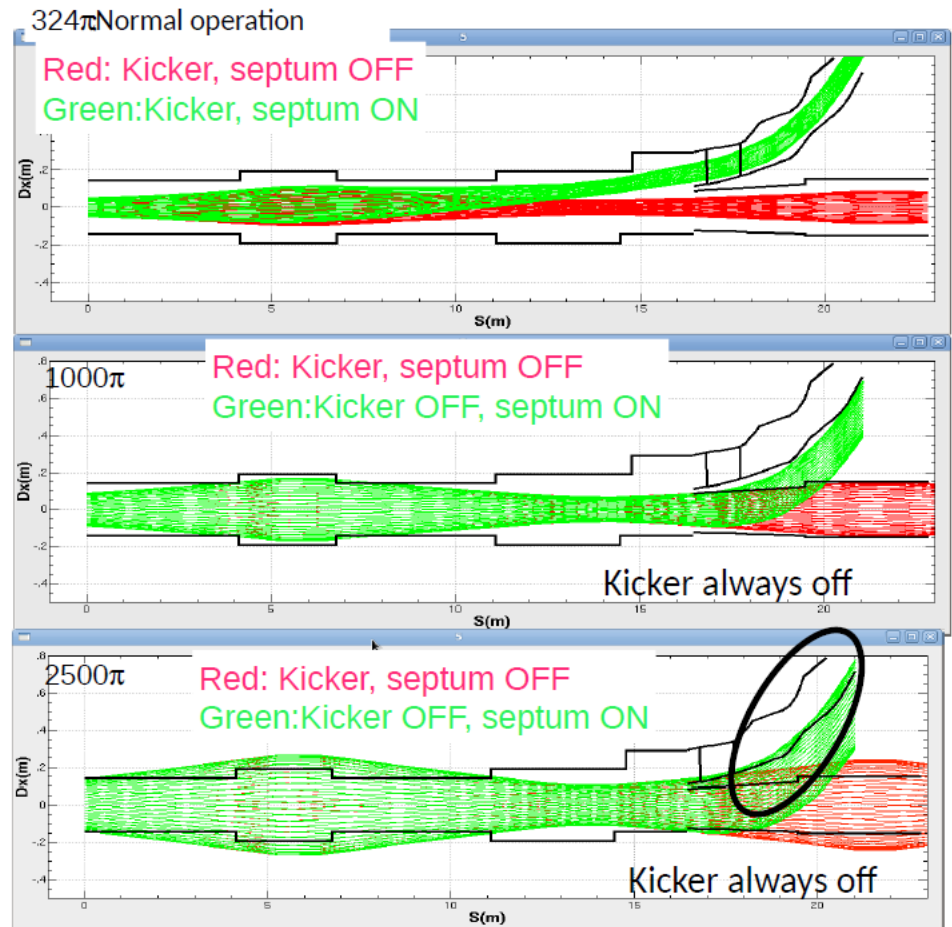 324πNormal operation
5
Red: Kicker, septum OFF
Green:Kicker, septum ON
Dx(m)
.2
0
-.2
-.4
0 5 10 15 20
S(m)
1000π
Red: Kicker, septum OFF
Green:Kicker OFF, septum ON
Dx(m)
.8
.6
.4
.2
0
-.2
-.4
Kicker always off
0 5 10 15 20
S(m)
5
2500π
Red: Kicker, septum OFF
Green:Kicker OFF, septum ON
Dx(m)
.8
.6
.4
.2
0
-.2
-.4
Kicker always off
0 5 10 15 20
S(m)